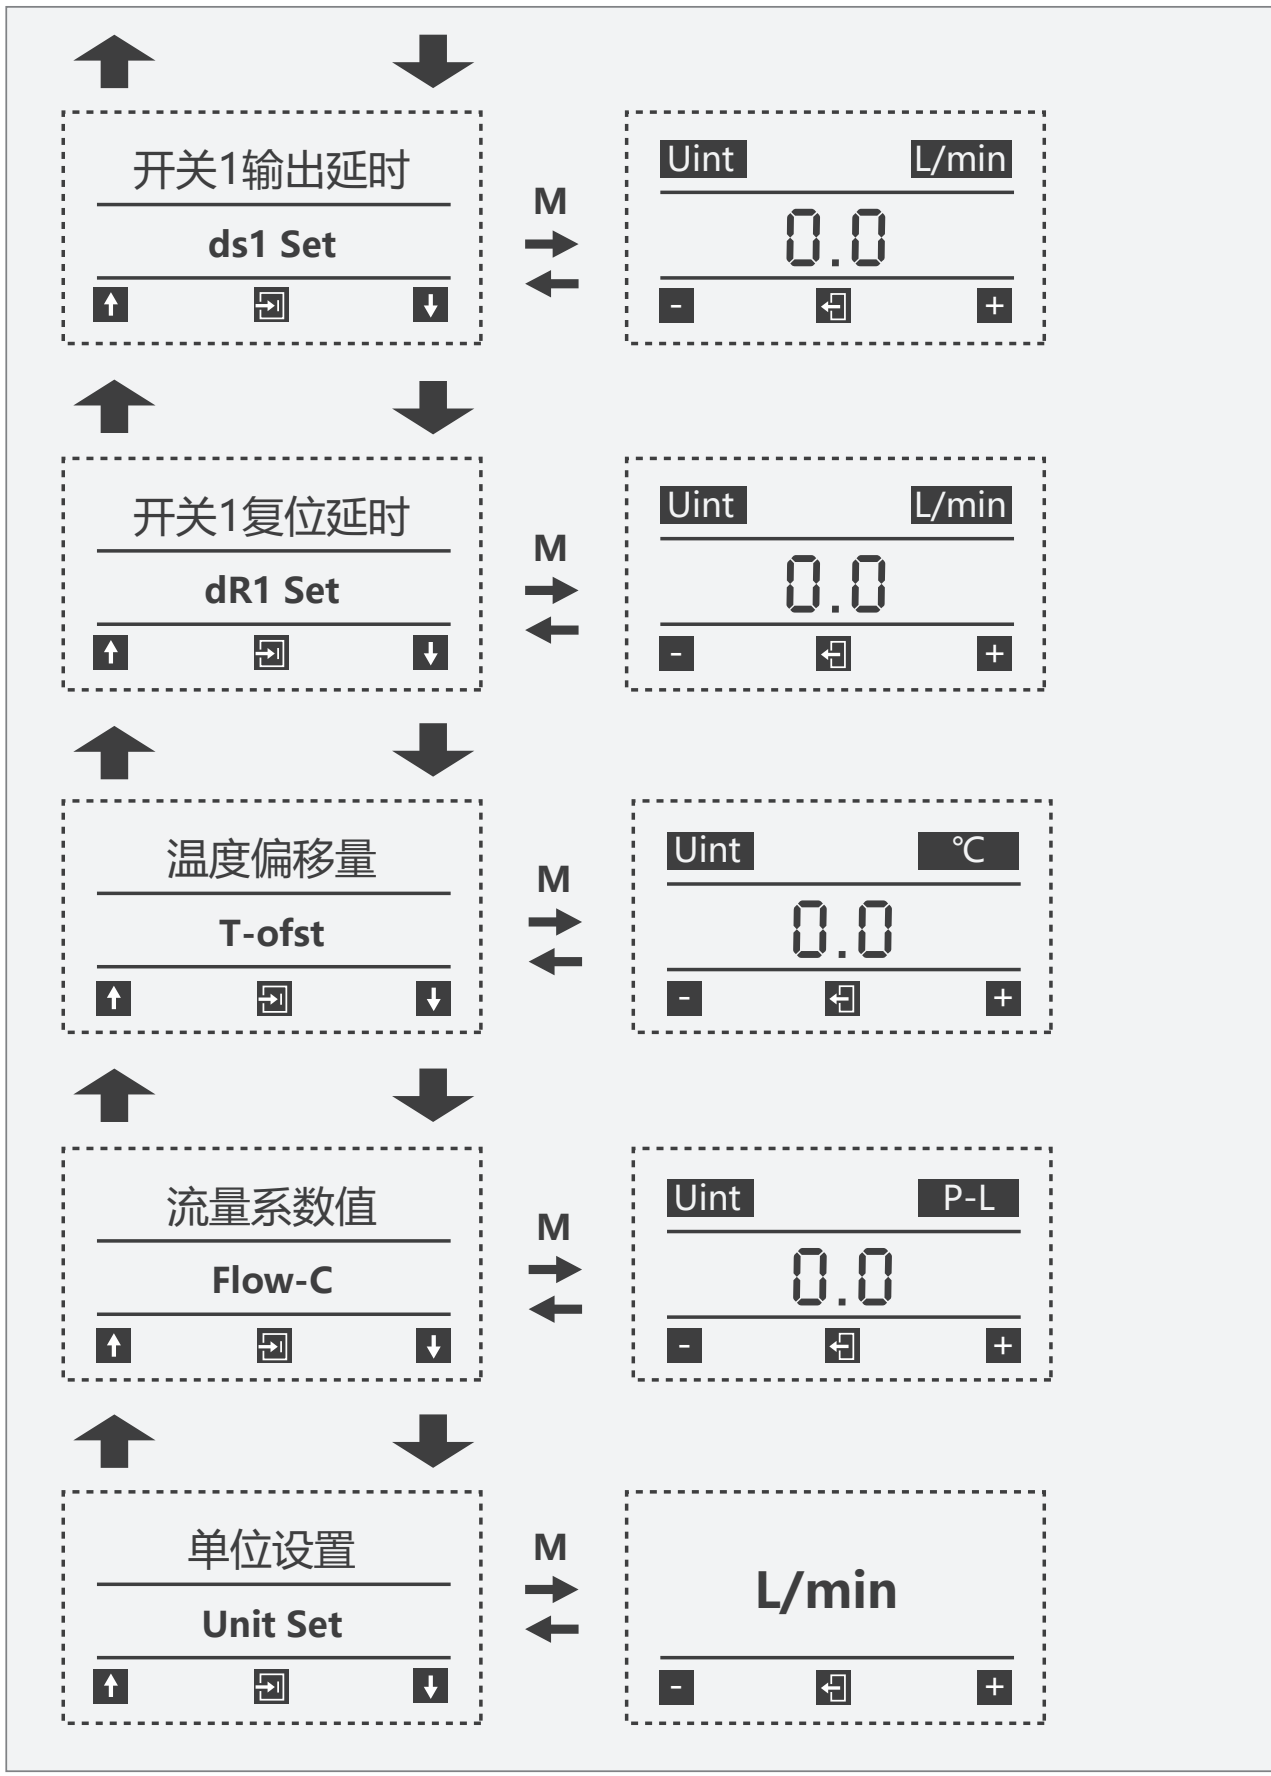 开关1输出延时
ds1 Set
M
Uint L/min
0.0
- +
开关1复位延时
dR1 Set
M
Uint L/min
0.0
- +
温度偏移量
T-ofst
M
Uint ℃
0.0
- +
流量系数值
Flow-C
M
Uint P-L
0.0
- +
单位设置
Unit Set
M
L/min
- +